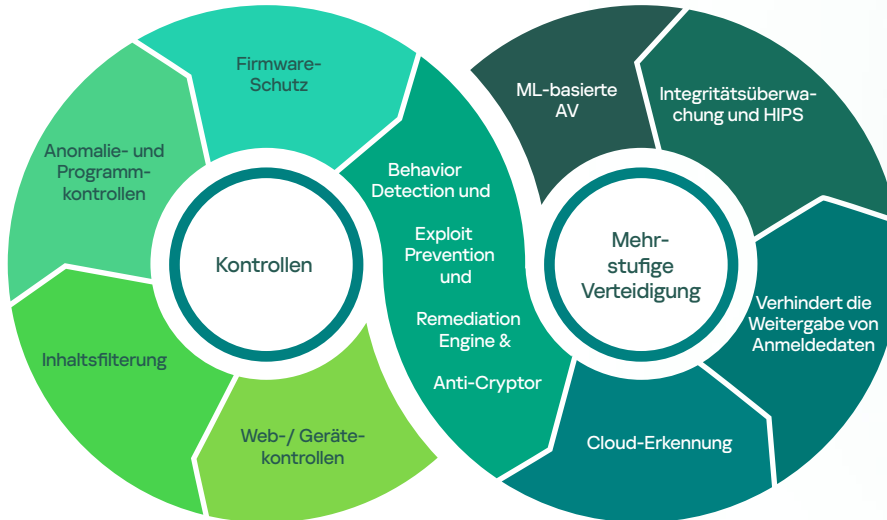 Firmware-
Schutz
Anomalie- und
Programm-
kontrollen
Kontrollen
Inhaltsfilterung
Web-/ Geräte-
kontrollen
Behavior
Detection und
Exploit
Prevention
und
Remediation
Engine &
Anti-Cryptor
ML-basierte
AV
Integritätsüberwa-
chung und HIPS
Mehr-
stufige
Verteidigung
Verhindert die
Weitergabe von
Anmeldedaten
Cloud-Erkennung